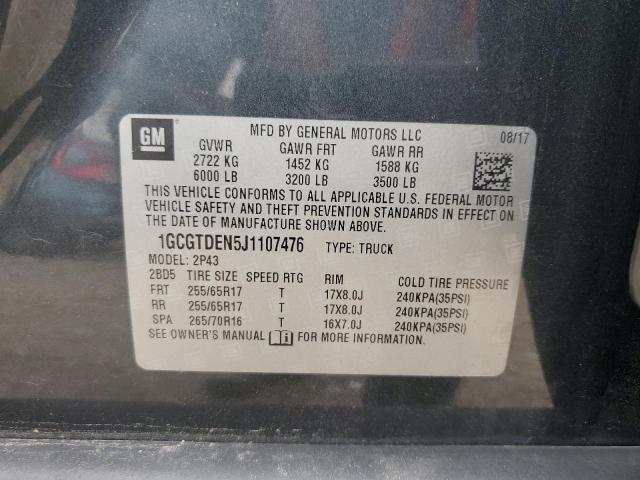 GM
MFD BY GENERAL MOTORS LLC 08/17
GVWR GAWR FRT GAWR RR
2722 KG 1452 KG 1588 KG
6000 LB 3200 LB 3500 LB
THIS VEHICLE CONFORMS TO ALL APPLICABLE U.S. FEDERAL MOTOR
VEHICLE SAFETY AND THEFT PREVENTION STANDARDS IN EFFECT ON
THE DATE OF MANUFACTURE SHOWN ABOVE.
1GCGTDEN5J1107476 TYPE: TRUCK
MODEL: 2P43
2BD5 TIRE SIZE SPEED RTG RIM COLD TIRE PRESSURE
FRT 255/65R17 T 17X8.0J 240KPA(35PSI)
RR 255/65R17 T 17X8.0J 240KPA(35PSI)
SPA 265/70R16 T 16X7.0J 240KPA(35PSI)
SEE OWNER'S MANUAL FOR MORE INFORMATION.